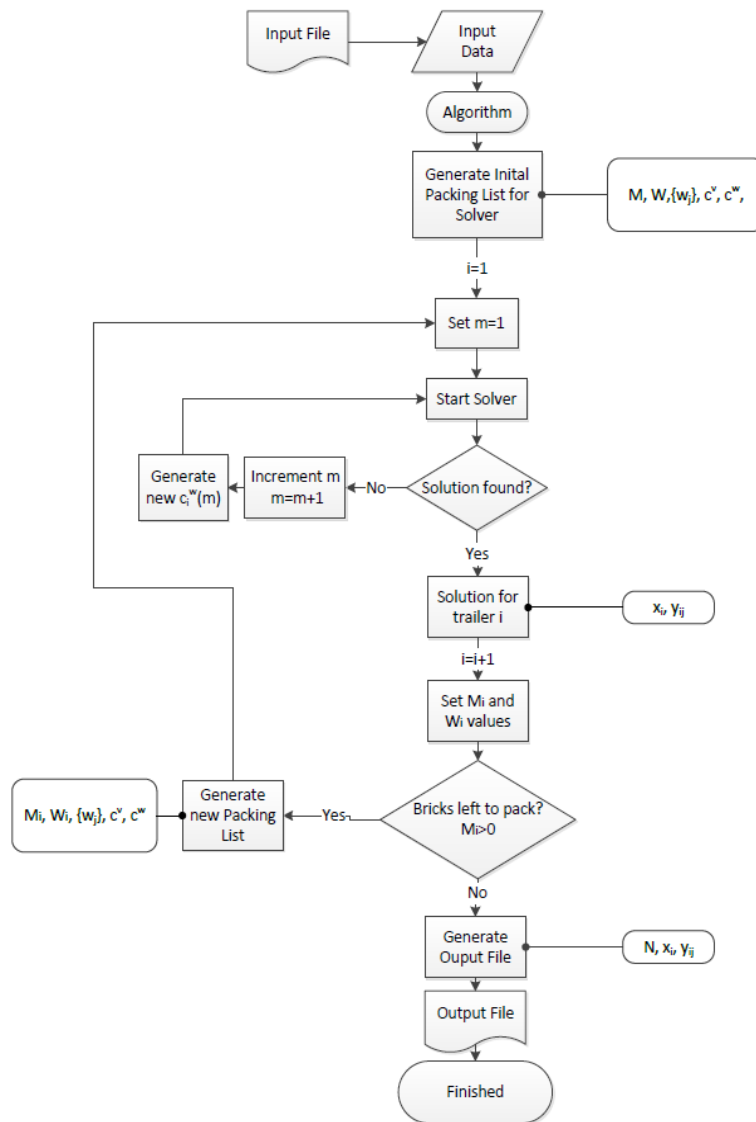 Input File
Input
Data
Algorithm
Generate Inital
Packing List for
Solver
M, W,{wⱼ}, cᵛ, cʷ,
i=1
Set m=1
Start Solver
Generate
new cᵢʷ(m)
Increment m
m=m+1
No
Solution found?
Yes
Solution for
trailer i
xᵢ, yᵢⱼ
i=i+1
Set Mᵢ and
Wᵢ values
Mᵢ, Wᵢ, {wⱼ}, cᵛ, cʷ
Generate
new Packing
List
Yes
Bricks left to pack?
Mᵢ>0
No
Generate
Ouput File
N, xᵢ, yᵢⱼ
Output File
Finished